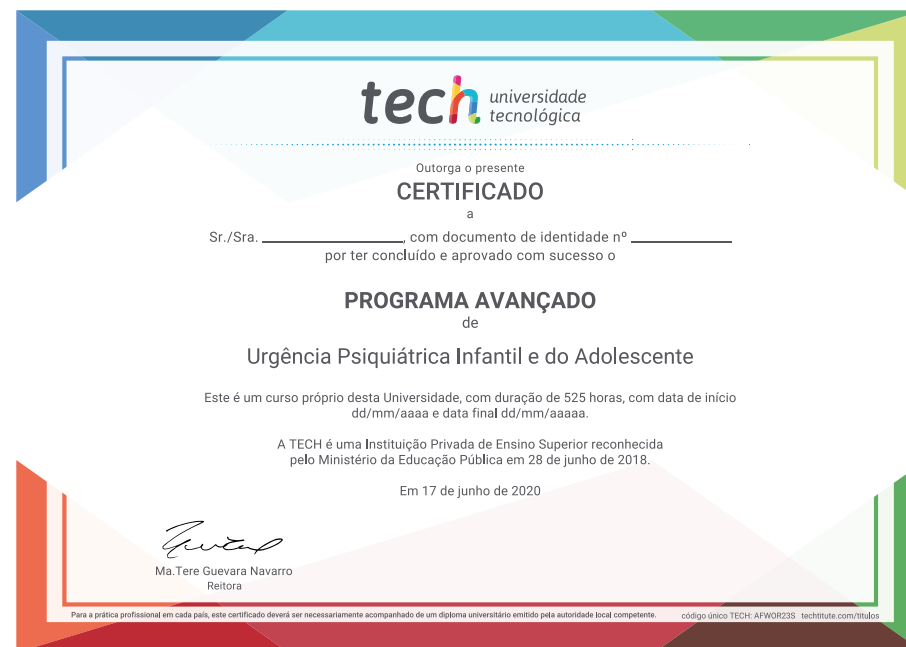 tech universidade
tecnológica
Outorga o presente
CERTIFICADO
a
Sr./Sra. ____________, com documento de identidade nº _________
por ter concluído e aprovado com sucesso o
PROGRAMA AVANÇADO
de
Urgência Psiquiátrica Infantil e do Adolescente
Este é um curso próprio desta Universidade, com duração de 525 horas, com data de início
dd/mm/aaaa e data final dd/mm/aaaaa.
A TECH é uma Instituição Privada de Ensino Superior reconhecida
pelo Ministério da Educação Pública em 28 de junho de 2018.
Em 17 de junho de 2020
Ma.Tere Guevara Navarro
Reitora
Para a prática profissional em cada país, este certificado deverá ser necessariamente acompanhado de um diploma universitário emitido pela autoridade local competente. código único TECH: AFWOR23S techtitute.com/titulos